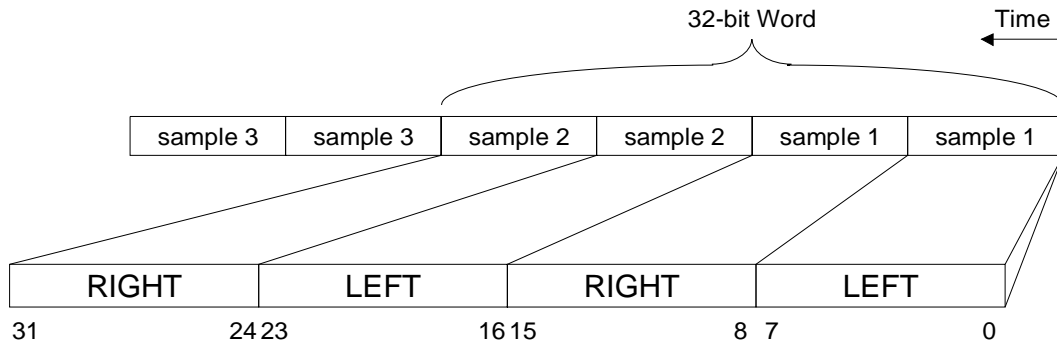 32-bit Word
Time
sample 3 sample 3 sample 2 sample 2 sample 1 sample 1
RIGHT LEFT RIGHT LEFT
31 24 23 16 15 8 7 0